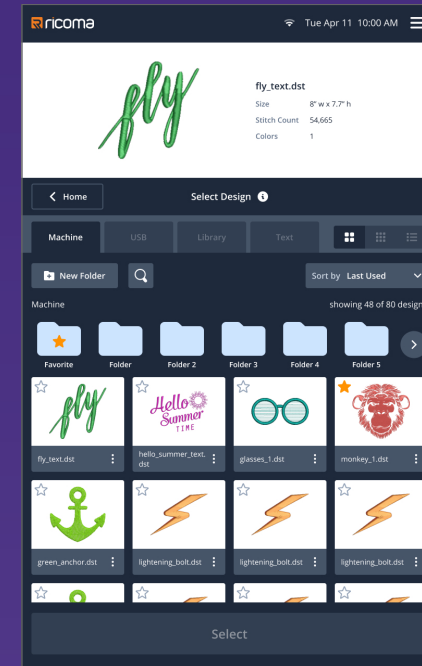 ricoma
Tue Apr 11 10:00 AM
fly
fly_text.dst
Size 8" w x 7.7" h
Stitch Count 54,665
Colors 1
Home
Select Design
Machine USB Library Text
New Folder
Sort by Last Used
Machine
showing 48 of 80 design
Favorite Folder Folder 2 Folder 3 Folder 4 Folder 5
fly
Hello
Summer
TIME
fly_text.dst
hello_summer_text.
dst
glasses_1.dst
monkey_1.dst
green_anchor.dst
lightening_bolt.dst
lightening_bolt.dst
lightening_bolt.dst
Select